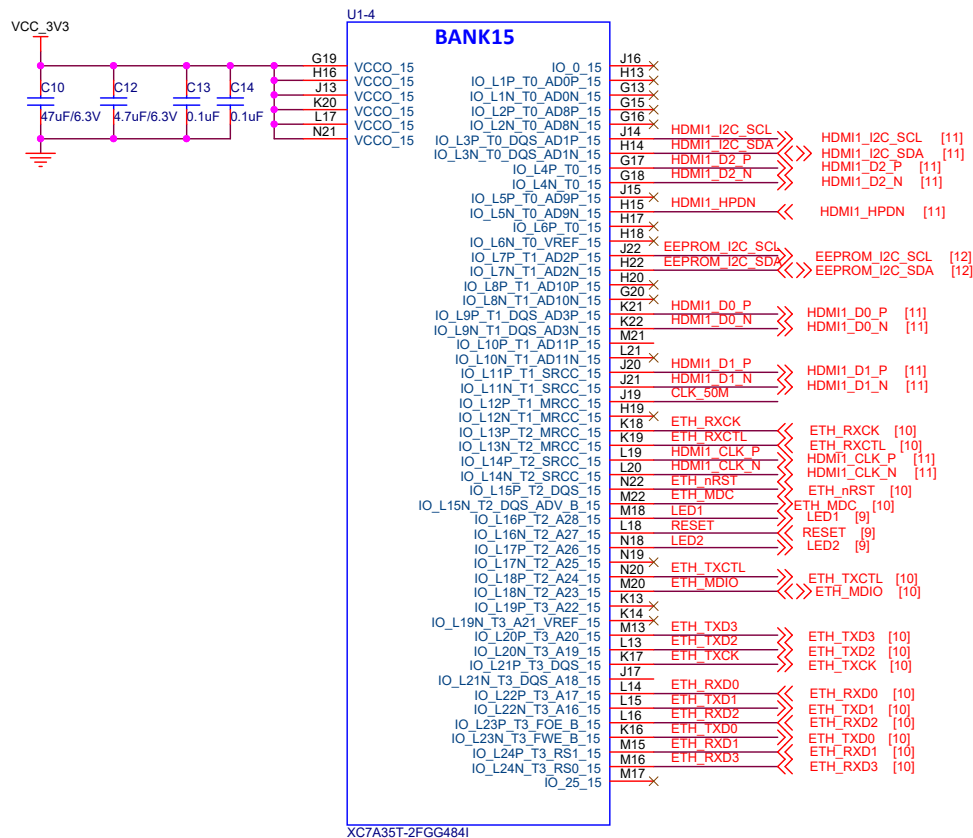 U1-4
VCC_3V3
BANK15
G19 VCCO_15
H16 VCCO_15
J13 VCCO_15
K20 VCCO_15
L17 VCCO_15
N21 VCCO_15
C10 C12 C13 C14
47uF/6.3V 4.7uF/6.3V 0.1uF 0.1uF
IO_0_15 J16
IO_L1P_T0_AD0P_15 H13
IO_L1N_T0_AD0N_15 G13
IO_L2P_T0_AD8P_15 G15
IO_L2N_T0_AD8N_15 G16
IO_L3P_T0_DQS_AD1P_15 J14 HDMI1_I2C_SCL HDMI1_I2C_SCL [11]
IO_L3N_T0_DQS_AD1N_15 H14 HDMI1_I2C_SDA HDMI1_I2C_SDA [11]
IO_L4P_T0_15 G17 HDMI1_D2_P HDMI1_D2_P [11]
IO_L4N_T0_15 G18 HDMI1_D2_N HDMI1_D2_N [11]
IO_L5P_T0_AD9P_15 J15
IO_L5N_T0_AD9N_15 H15 HDMI1_HPDN HDMI1_HPDN [11]
IO_L6P_T0_15 H17
IO_L6N_T0_VREF_15 H18
IO_L7P_T1_AD2P_15 J22 EEPROM_I2C_SCL EEPROM_I2C_SCL [12]
IO_L7N_T1_AD2N_15 H22 EEPROM_I2C_SDA EEPROM_I2C_SDA [12]
IO_L8P_T1_AD10P_15 H20
IO_L8N_T1_AD10N_15 G20
IO_L9P_T1_DQS_AD3P_15 K21 HDMI1_D0_P HDMI1_D0_P [11]
IO_L9N_T1_DQS_AD3N_15 K22 HDMI1_D0_N HDMI1_D0_N [11]
IO_L10P_T1_AD11P_15 M21
IO_L10N_T1_AD11N_15 L21
IO_L11P_T1_SRCC_15 J20 HDMI1_D1_P HDMI1_D1_P [11]
IO_L11N_T1_SRCC_15 J21 HDMI1_D1_N HDMI1_D1_N [11]
IO_L12P_T1_MRCC_15 J19 CLK_50M
IO_L12N_T1_MRCC_15 H19
IO_L13P_T2_MRCC_15 K18 ETH_RXCK ETH_RXCK [10]
IO_L13N_T2_MRCC_15 K19 ETH_RXCTL ETH_RXCTL [10]
IO_L14P_T2_SRCC_15 L19 HDMI1_CLK_P HDMI1_CLK_P [11]
IO_L14N_T2_SRCC_15 L20 HDMI1_CLK_N HDMI1_CLK_N [11]
IO_L15P_T2_DQS_15 N22 ETH_nRST ETH_nRST [10]
IO_L15N_T2_DQS_ADV_B_15 M22 ETH_MDC ETH_MDC [10]
IO_L16P_T2_A28_15 M18 LED1 LED1 [9]
IO_L16N_T2_A27_15 L18 RESET RESET [9]
IO_L17P_T2_A26_15 N18 LED2 LED2 [9]
IO_L17N_T2_A25_15 N19
IO_L18P_T2_A24_15 N20 ETH_TXCTL ETH_TXCTL [10]
IO_L18N_T2_A23_15 M20 ETH_MDIO ETH_MDIO [10]
IO_L19P_T3_A22_15 K13
IO_L19N_T3_A21_VREF_15 K14
IO_L20P_T3_A20_15 M13 ETH_TXD3 ETH_TXD3 [10]
IO_L20N_T3_A19_15 L13 ETH_TXD2 ETH_TXD2 [10]
IO_L21P_T3_DQS_15 K17 ETH_TXCK ETH_TXCK [10]
IO_L21N_T3_DQS_A18_15 J17
IO_L22P_T3_A17_15 L14 ETH_RXD0 ETH_RXD0 [10]
IO_L22N_T3_A16_15 L15 ETH_TXD1 ETH_TXD1 [10]
IO_L23P_T3_FOE_B_15 L16 ETH_RXD2 ETH_RXD2 [10]
IO_L23N_T3_FWE_B_15 K16 ETH_TXD0 ETH_TXD0 [10]
IO_L24P_T3_RS1_15 M15 ETH_RXD1 ETH_RXD1 [10]
IO_L24N_T3_RS0_15 M16 ETH_RXD3 ETH_RXD3 [10]
IO_25_15 M17
XC7A35T-2FGG484I